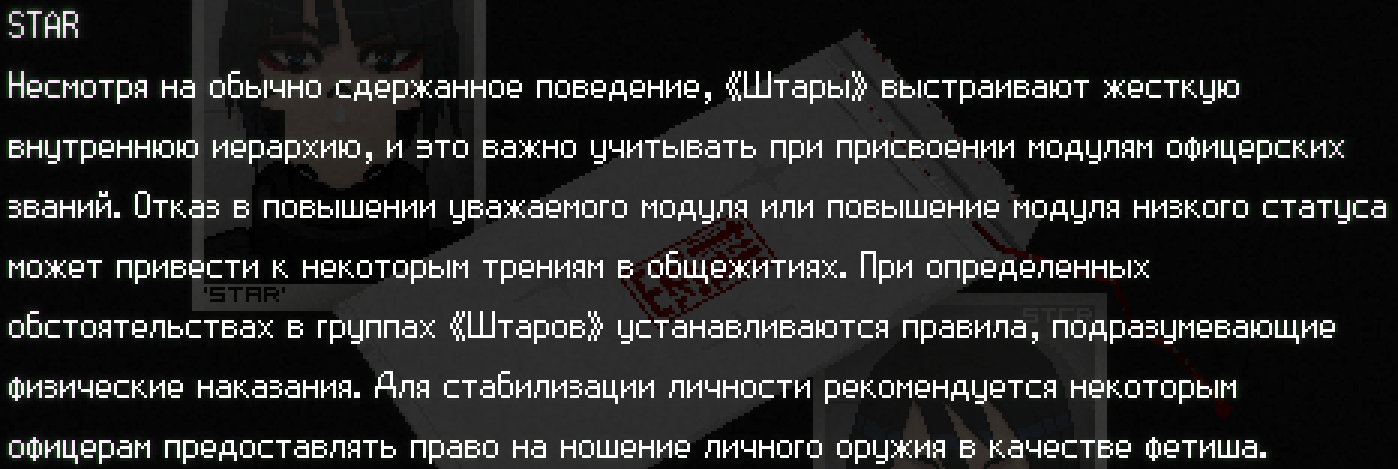 STAR
Несмотря на обычно сдержанное поведение, 《Штары》 выстраивают жесткую
внутреннюю иерархию, и это важно учитывать при присвоении модулям офицерских
званий. Отказ в повышении уважаемого модуля или повышение модуля низкого статуса
может привести к некоторым трениям в общежитиях. При определенных
"STAR"
STCR
обстоятельствах в группах 《Штаров》 устанавливаются правила, подразумевающие
физические наказания. Для стабилизации личности рекомендуется некоторым
офицерам предоставлять право на ношение личного оружия в качестве фетиша.